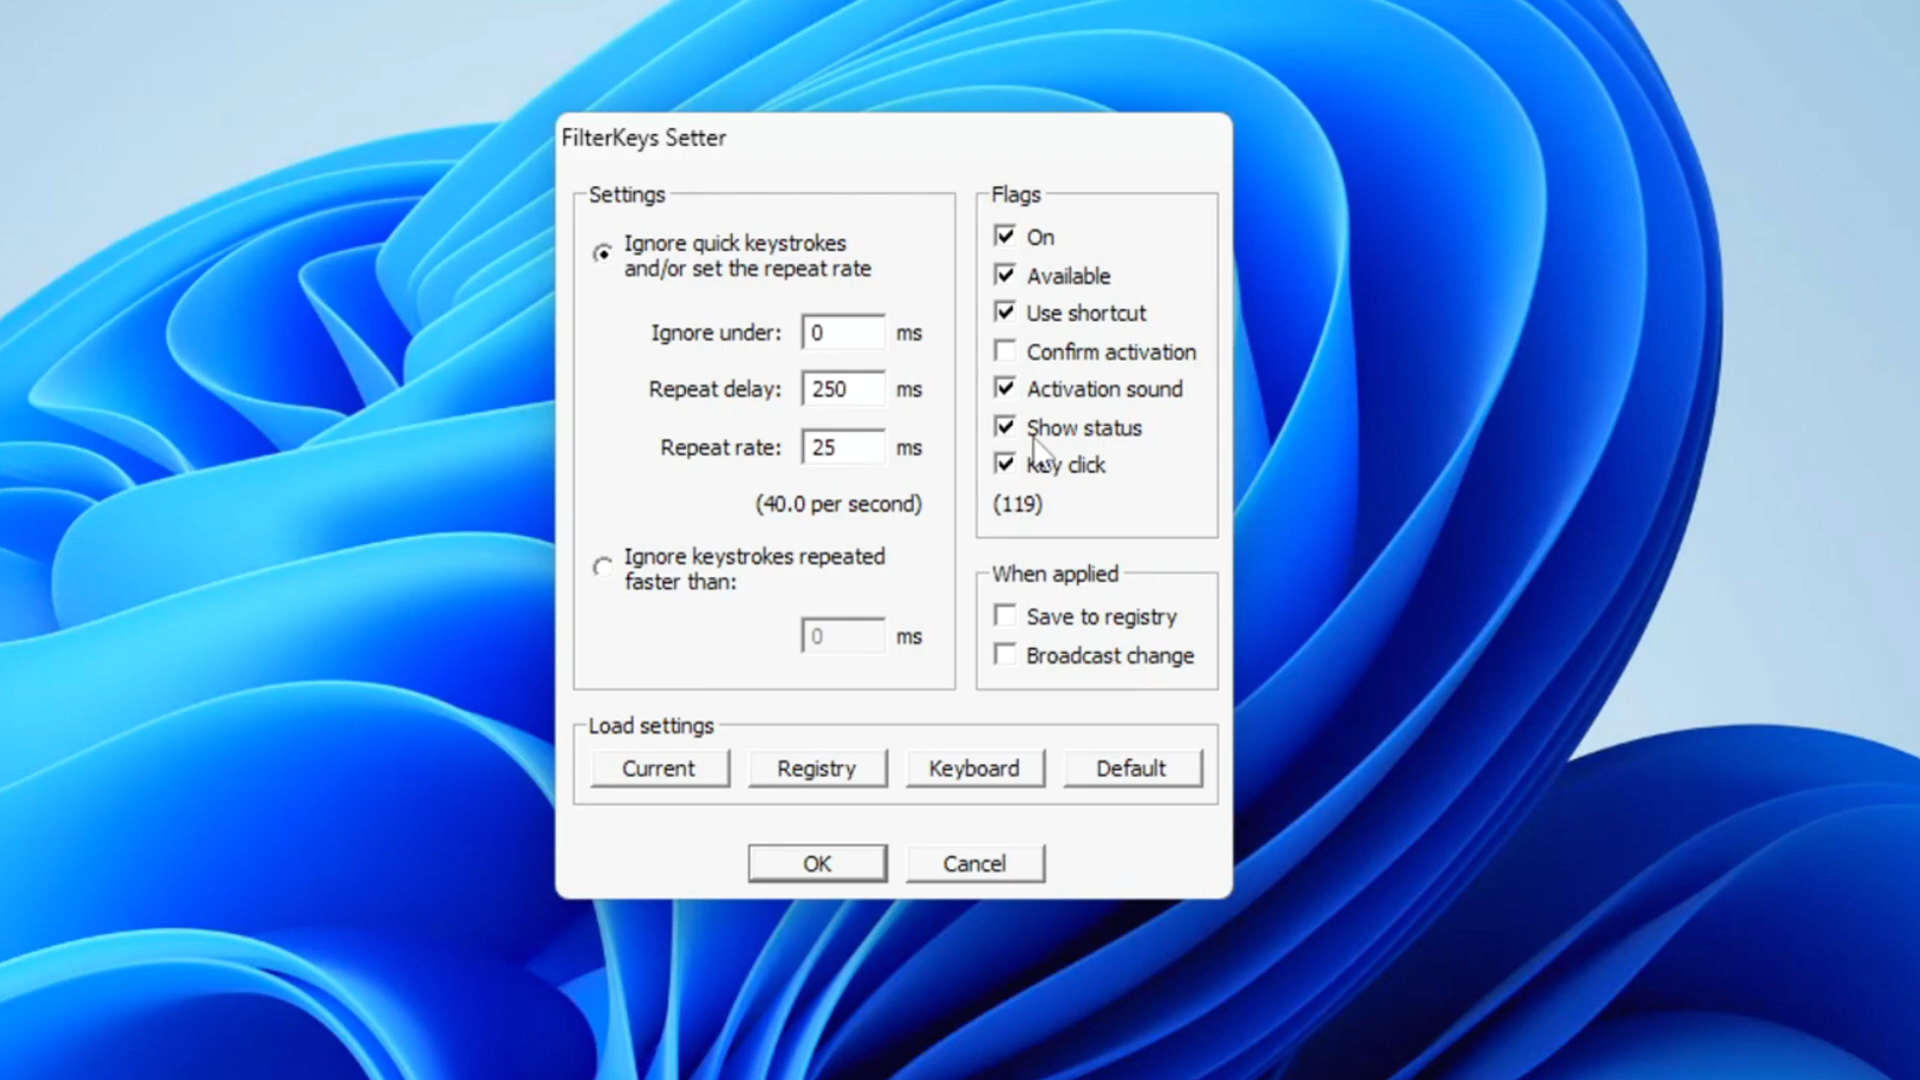 FilterKeys Setter
Settings
Ignore quick keystrokes
and/or set the repeat rate
Ignore under: 0 ms
Repeat delay: 250 ms
Repeat rate: 25 ms
(40.0 per second)
Ignore keystrokes repeated
faster than:
0 ms
Flags
On
Available
Use shortcut
Confirm activation
Activation sound
Show status
Key click
(119)
When applied
Save to registry
Broadcast change
Load settings
Current Registry Keyboard Default
OK Cancel